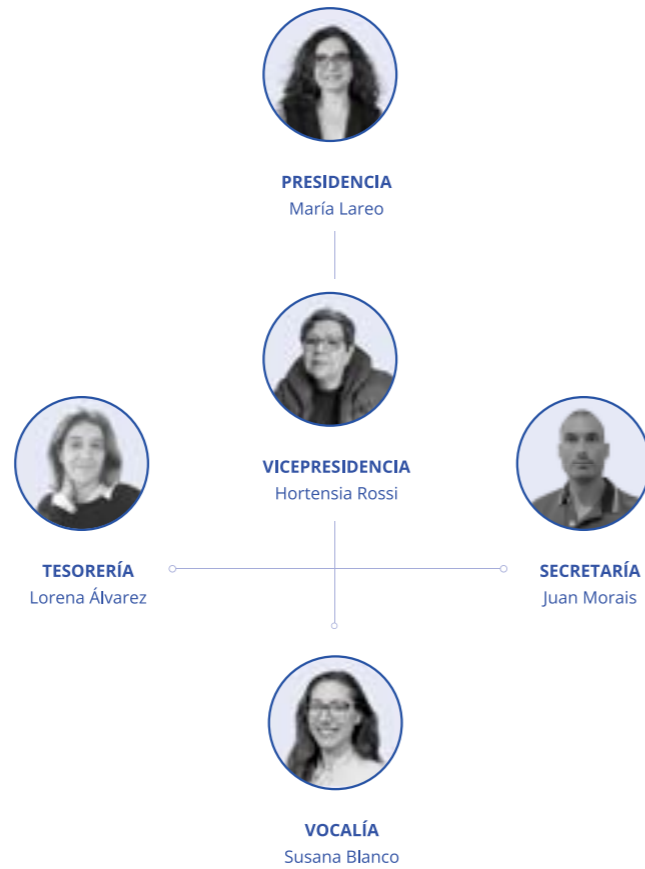 PRESIDENCIA
María Lareo
VICEPRESIDENCIA
Hortensia Rossi
TESORERÍA
Lorena Álvarez
SECRETARÍA
Juan Morais
VOCALÍA
Susana Blanco